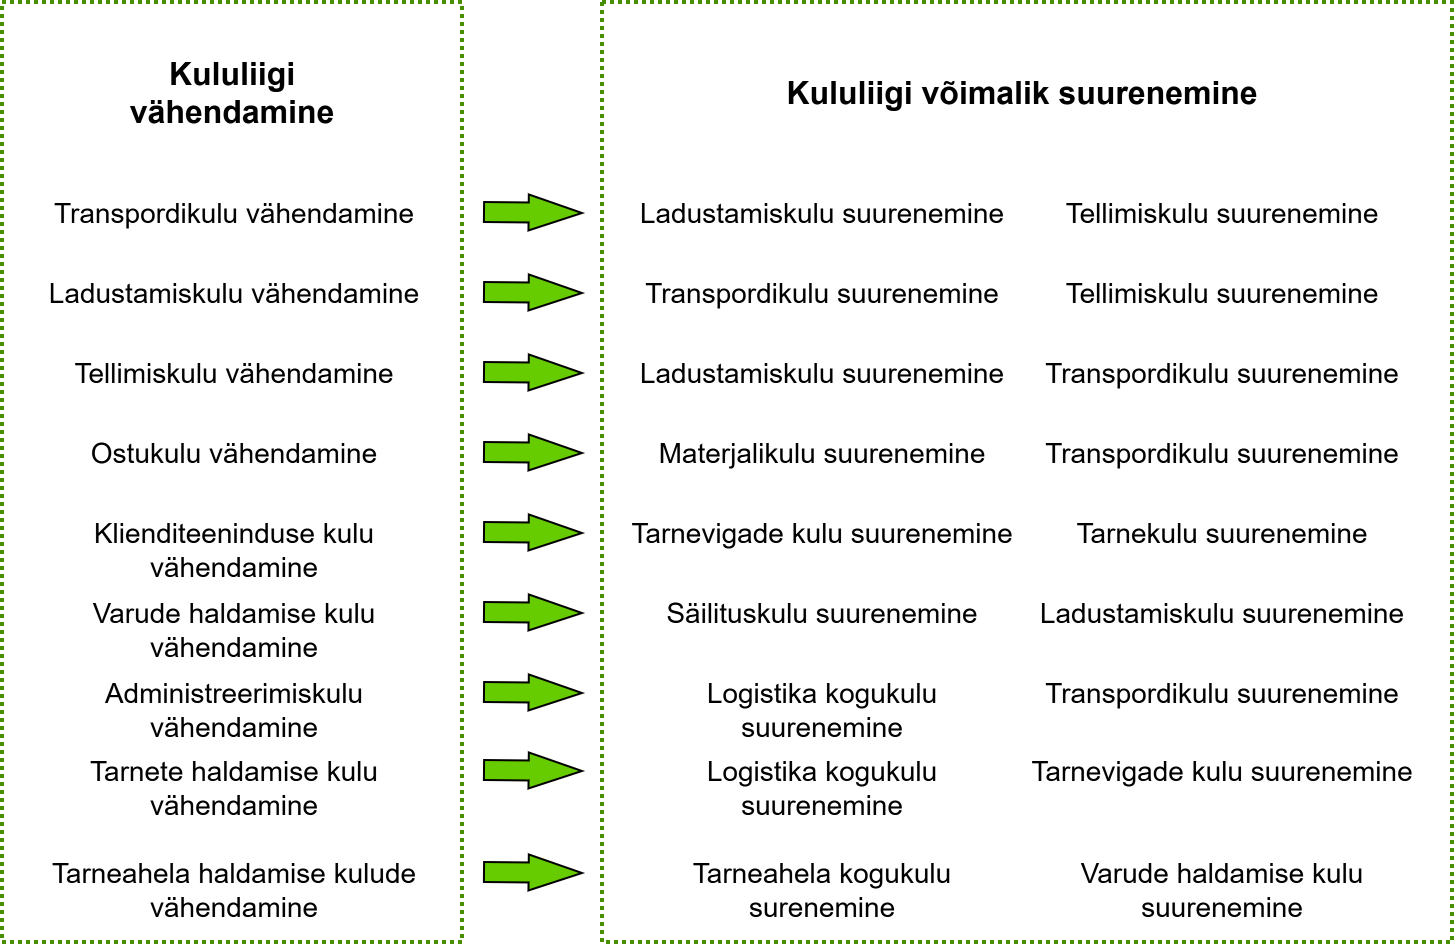 Kululiigi
vähendamine
Kululiigi võimalik suurenemine
Transpordikulu vähendamine
Ladustamiskulu suurenemine
Tellimiskulu suurenemine
Ladustamiskulu vähendamine
Transpordikulu suurenemine
Tellimiskulu suurenemine
Tellimiskulu vähendamine
Ladustamiskulu suurenemine
Transpordikulu suurenemine
Ostukulu vähendamine
Materjalikulu suurenemine
Transpordikulu suurenemine
Klienditeeninduse kulu
vähendamine
Tarnevigade kulu suurenemine
Tarnekulu suurenemine
Varude haldamise kulu
vähendamine
Säilituskulu suurenemine
Ladustamiskulu suurenemine
Administreerimiskulu
vähendamine
Logistika kogukulu
suurenemine
Transpordikulu suurenemine
Tarnete haldamise kulu
vähendamine
Logistika kogukulu
suurenemine
Tarnevigade kulu suurenemine
Tarneahela haldamise kulude
vähendamine
Tarneahela kogukulu
surenemine
Varude haldamise kulu
suurenemine